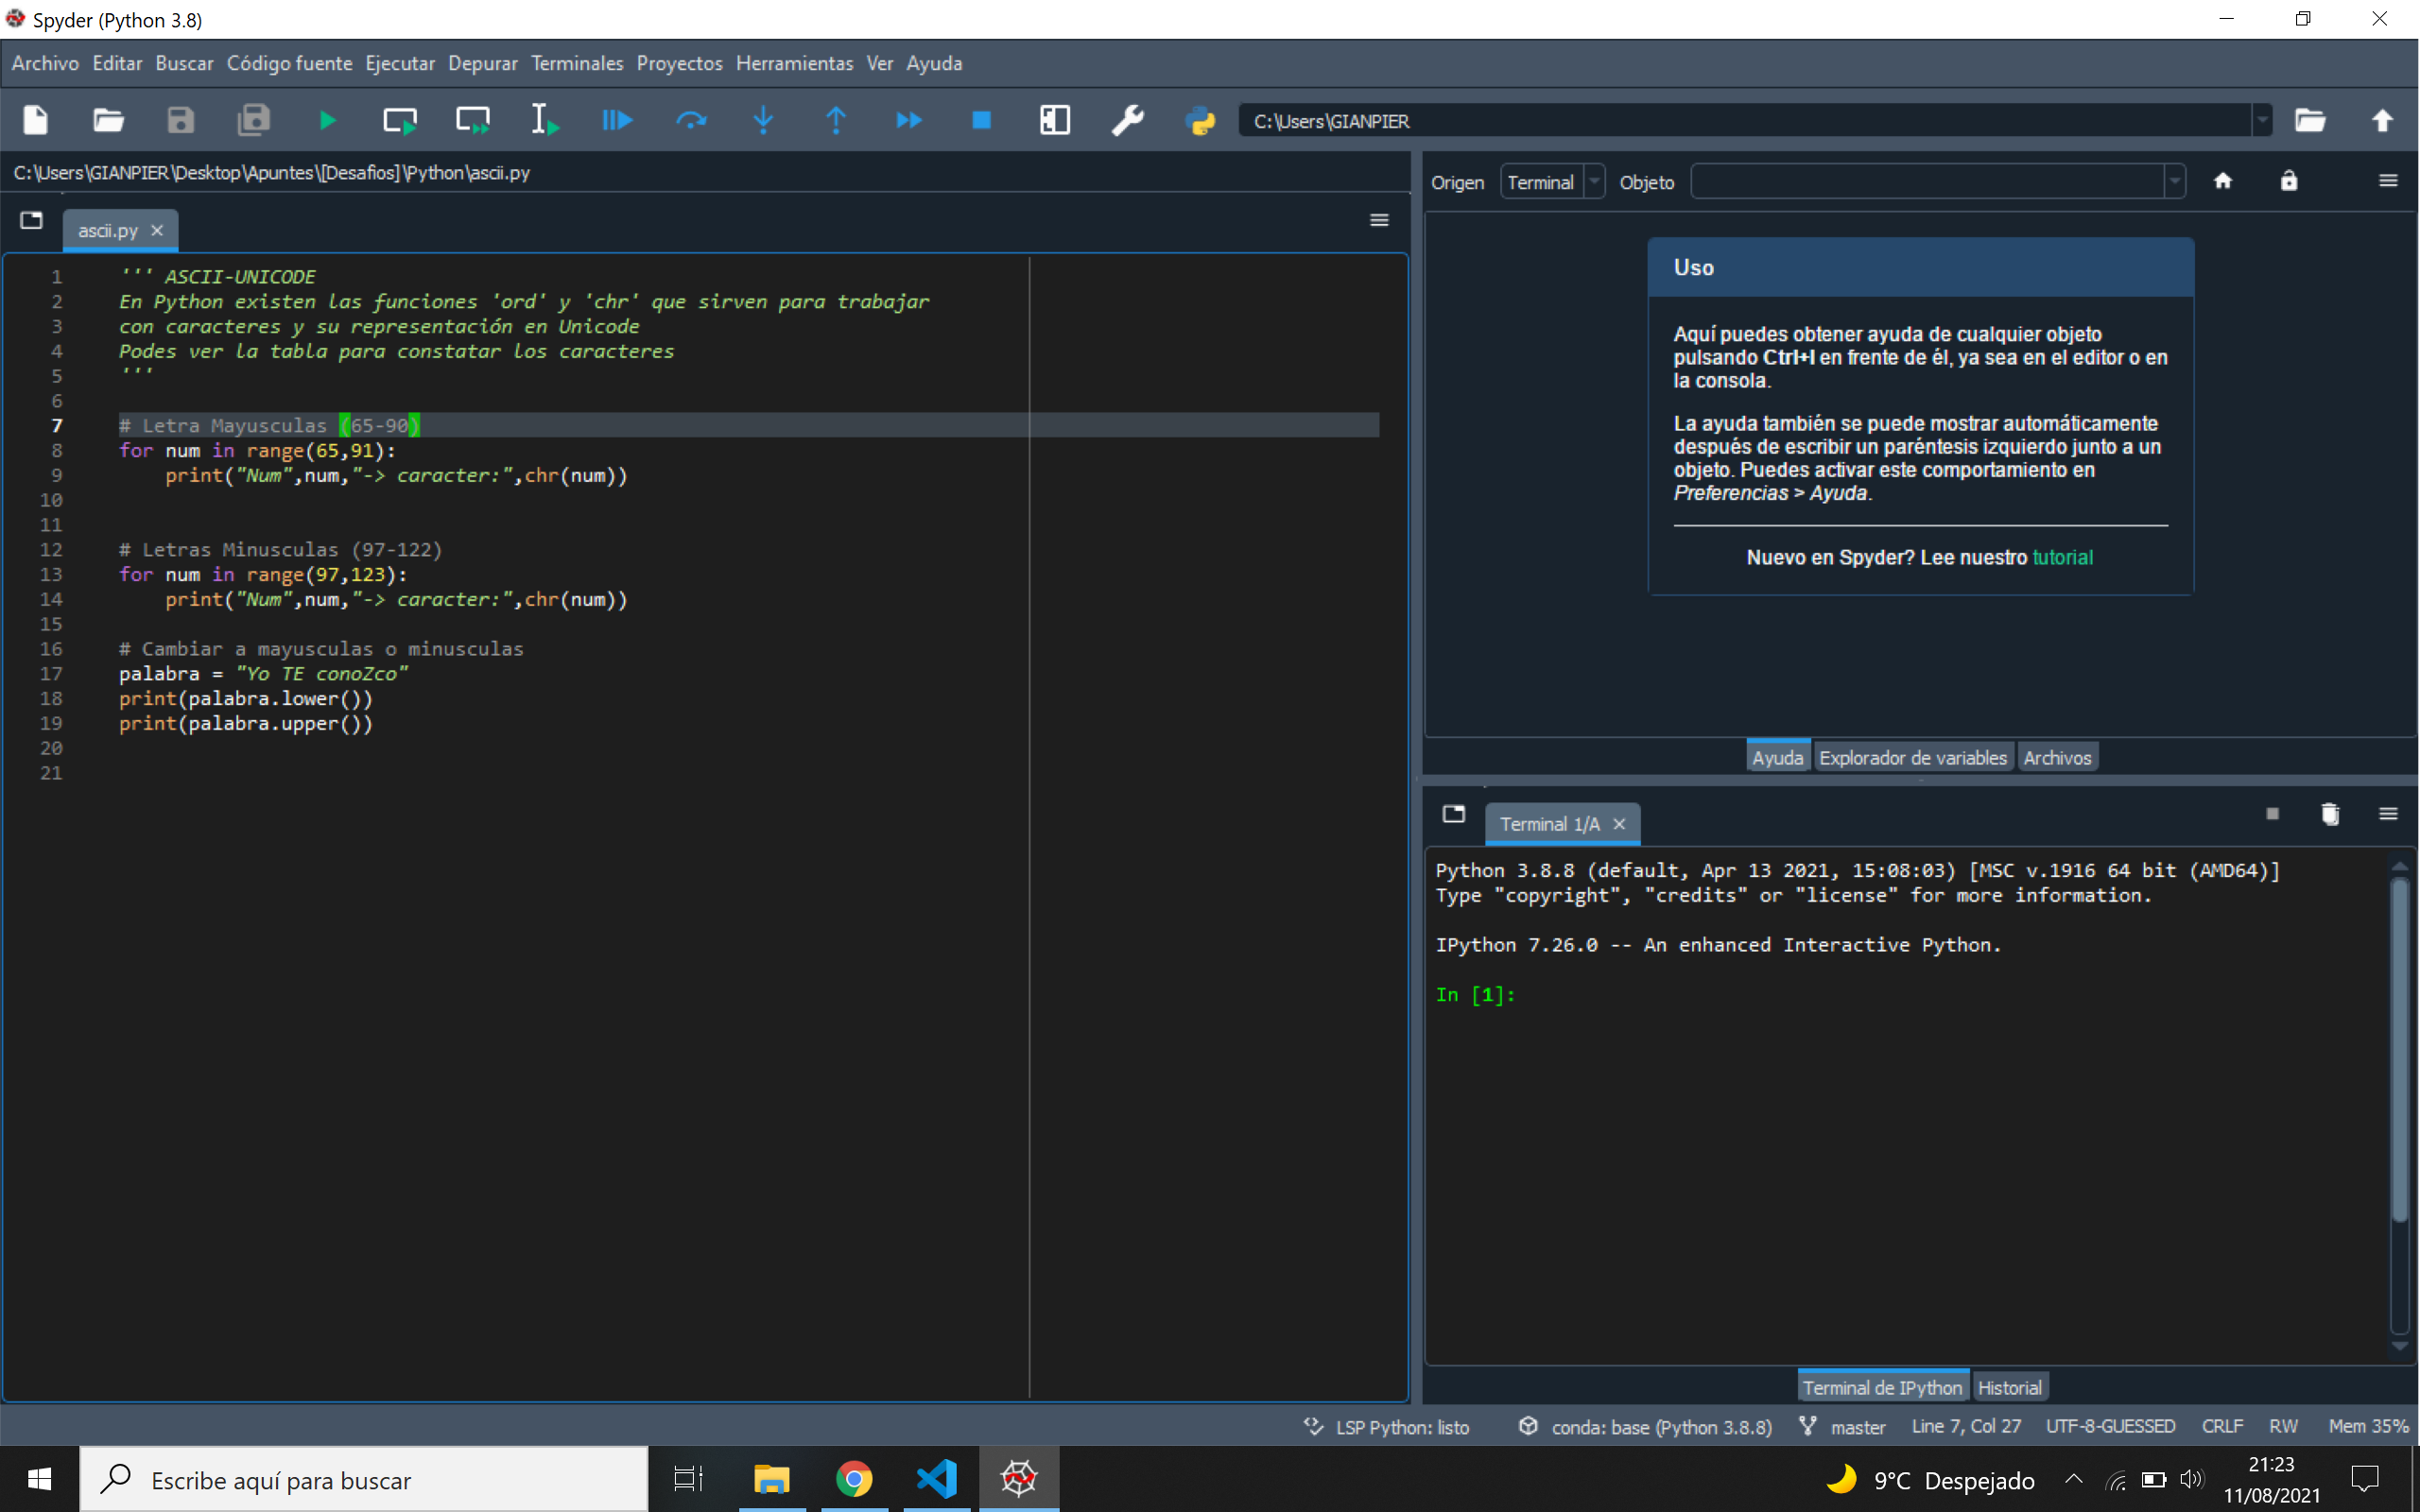 Spyder (Python 3.8)
Archivo Editar Buscar Código fuente Ejecutar Depurar Terminales Proyectos Herramientas Ver Ayuda
C:\Users\GIANPIER
C:\Users\GIANPIER\Desktop\Apuntes\[Desafios]\Python\ascii.py
ascii.py
1 ''' ASCII-UNICODE
2 En Python existen las funciones 'ord' y 'chr' que sirven para trabajar
3 con caracteres y su representación en Unicode
4 Podes ver la tabla para constatar los caracteres
5 '''
6
7 # Letra Mayusculas (65-90)
8 for num in range(65,91):
9     print("Num",num,"-> caracter:",chr(num))
10
11
12 # Letras Minusculas (97-122)
13 for num in range(97,123):
14     print("Num",num,"-> caracter:",chr(num))
15
16 # Cambiar a mayusculas o minusculas
17 palabra = "Yo TE conoZco"
18 print(palabra.lower())
19 print(palabra.upper())
20
21
Origen Terminal Objeto
Uso
Aquí puedes obtener ayuda de cualquier objeto
pulsando Ctrl+I en frente de él, ya sea en el editor o en
la consola.
La ayuda también se puede mostrar automáticamente
después de escribir un paréntesis izquierdo junto a un
objeto. Puedes activar este comportamiento en
Preferencias > Ayuda.
Nuevo en Spyder? Lee nuestro tutorial
Ayuda Explorador de variables Archivos
Terminal 1/A
Python 3.8.8 (default, Apr 13 2021, 15:08:03) [MSC v.1916 64 bit (AMD64)]
Type "copyright", "credits" or "license" for more information.
IPython 7.26.0 -- An enhanced Interactive Python.
In [1]:
Terminal de IPython Historial
LSP Python: listo conda: base (Python 3.8.8) master Line 7, Col 27 UTF-8-GUESSED CRLF RW Mem 35%
Escribe aquí para buscar
9°C Despejado
21:23
11/08/2021